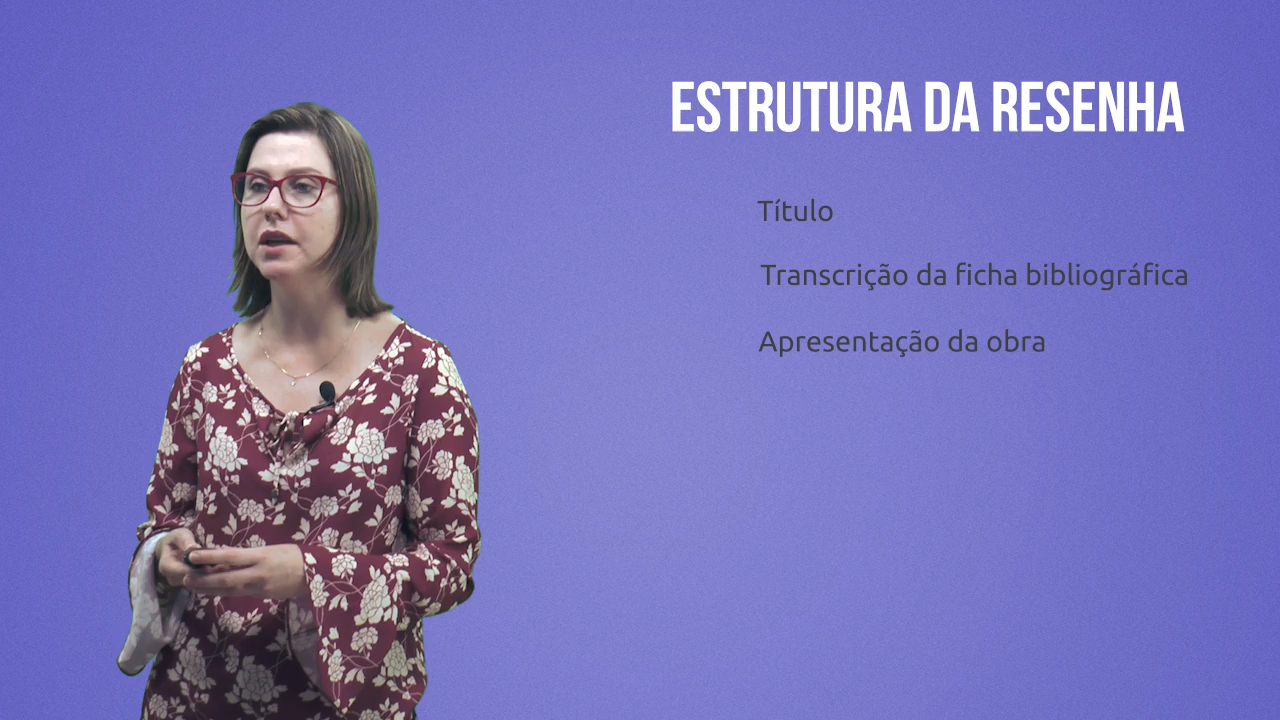 ESTRUTURA DA RESENHA
Título
Transcrição da ficha bibliográfica
Apresentação da obra